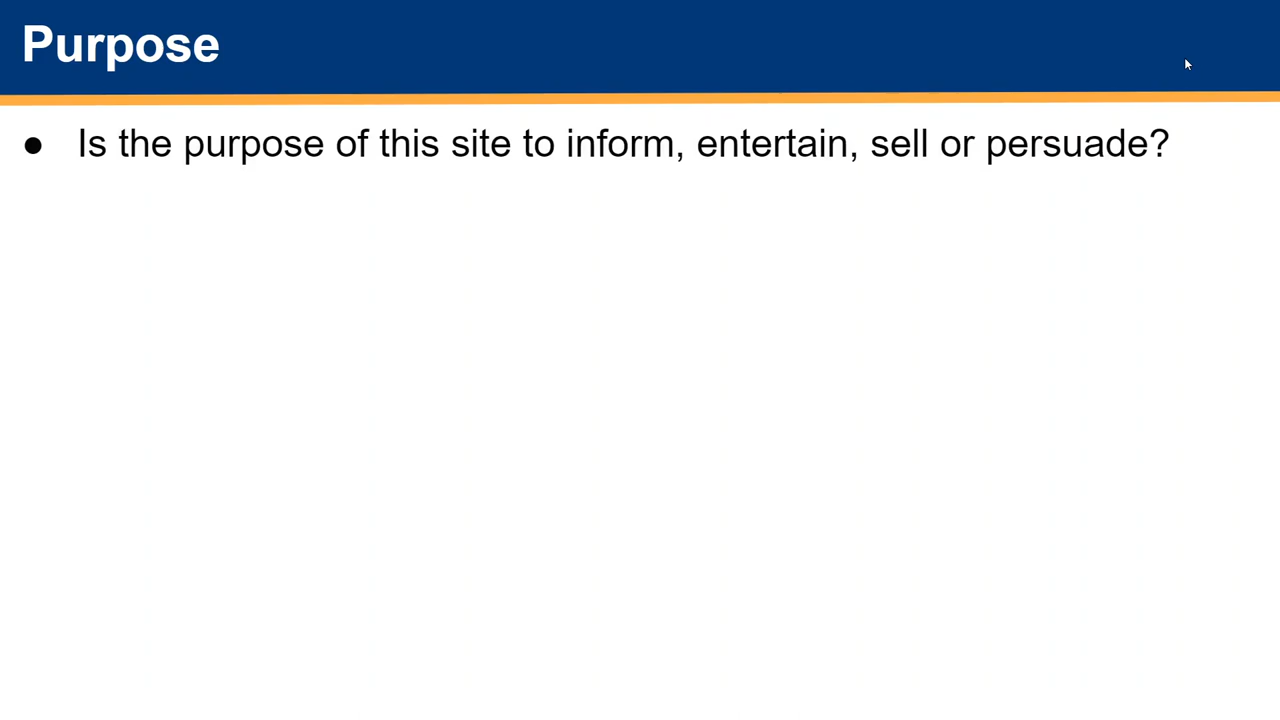 Purpose
● Is the purpose of this site to inform, entertain, sell or persuade?